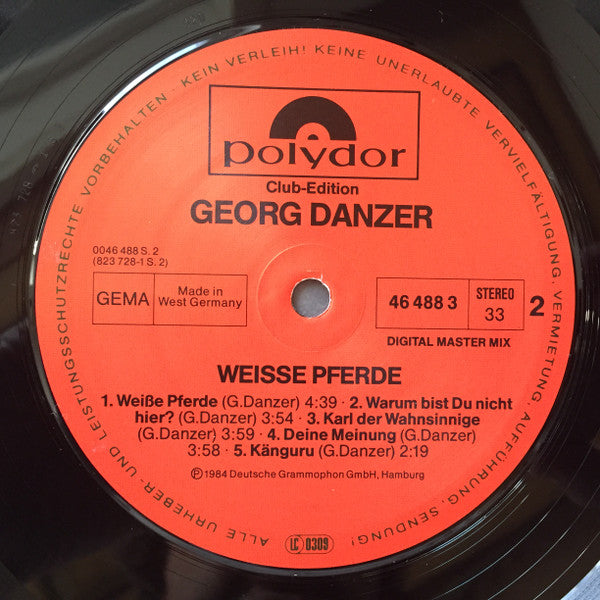 ALLE URHEBER- UND LEISTUNGSSCHUTZRECHTE VORBEHALTEN · KEIN VERLEIH! KEINE UNERLAUBTE VERVIELFÄLTIGUNG, VERMIETUNG, AUFFÜHRUNG, SENDUNG!
polydor
Club-Edition
GEORG DANZER
0046 488 S. 2
(823 728-1 S. 2)
GEMA
Made in
West Germany
46 488 3
STEREO
33
2
DIGITAL MASTER MIX
WEISSE PFERDE
1. Weiße Pferde (G.Danzer) 4:39 · 2. Warum bist Du nicht
hier? (G.Danzer) 3:54 · 3. Karl der Wahnsinnige
(G.Danzer) 3:59 · 4. Deine Meinung (G.Danzer)
3:58 · 5. Känguru (G.Danzer) 2:19
Ⓟ 1984 Deutsche Grammophon GmbH, Hamburg
LC 0309